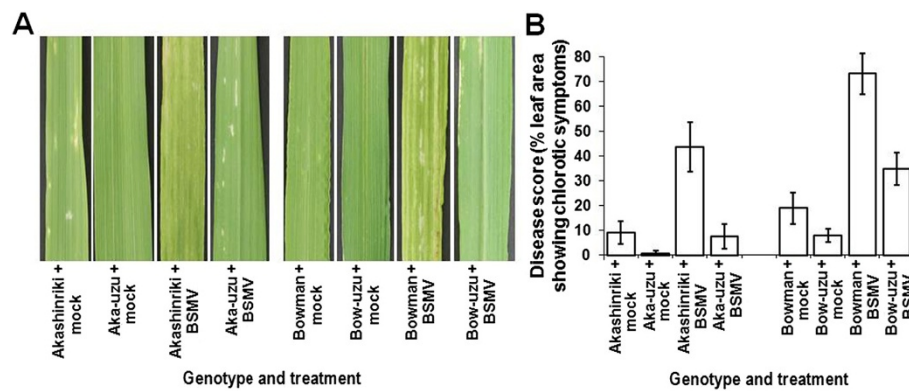 A
Akashinriki +
mock
Aka-uzu +
mock
Akashinriki +
BSMV
Aka-uzu +
BSMV
Bowman +
mock
Bow-uzu +
mock
Bowman +
BSMV
Bow-uzu +
BSMV
Genotype and treatment
B
Disease score (% leaf area
showing chlorotic symptoms)
80
70
60
50
40
30
20
10
0
Akashinriki +
mock
Aka-uzu +
mock
Akashinriki +
BSMV
Aka-uzu +
BSMV
Bowman +
mock
Bow-uzu +
mock
Bowman +
BSMV
Bow-uzu +
BSMV
Genotype and treatment